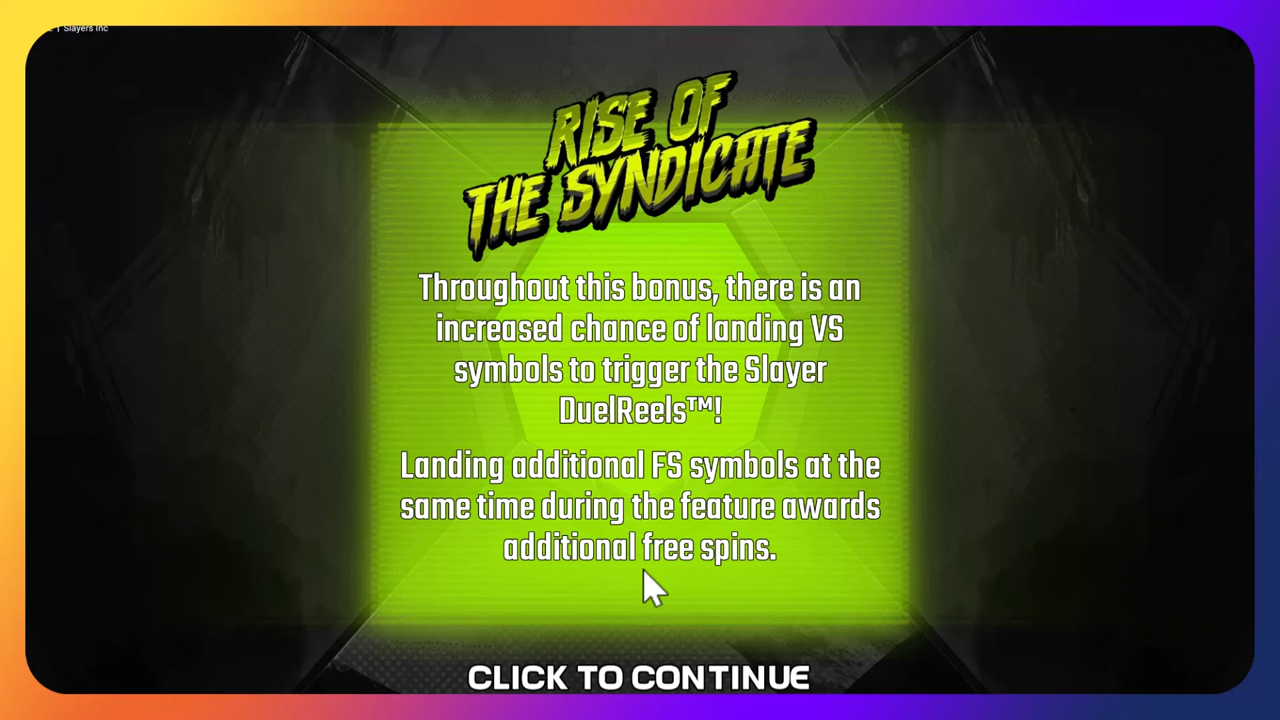 | Slayers Inc
RISE OF
THE SYNDICATE
Throughout this bonus, there is an
increased chance of landing VS
symbols to trigger the Slayer
DuelReels™!
Landing additional FS symbols at the
same time during the feature awards
additional free spins.
CLICK TO CONTINUE